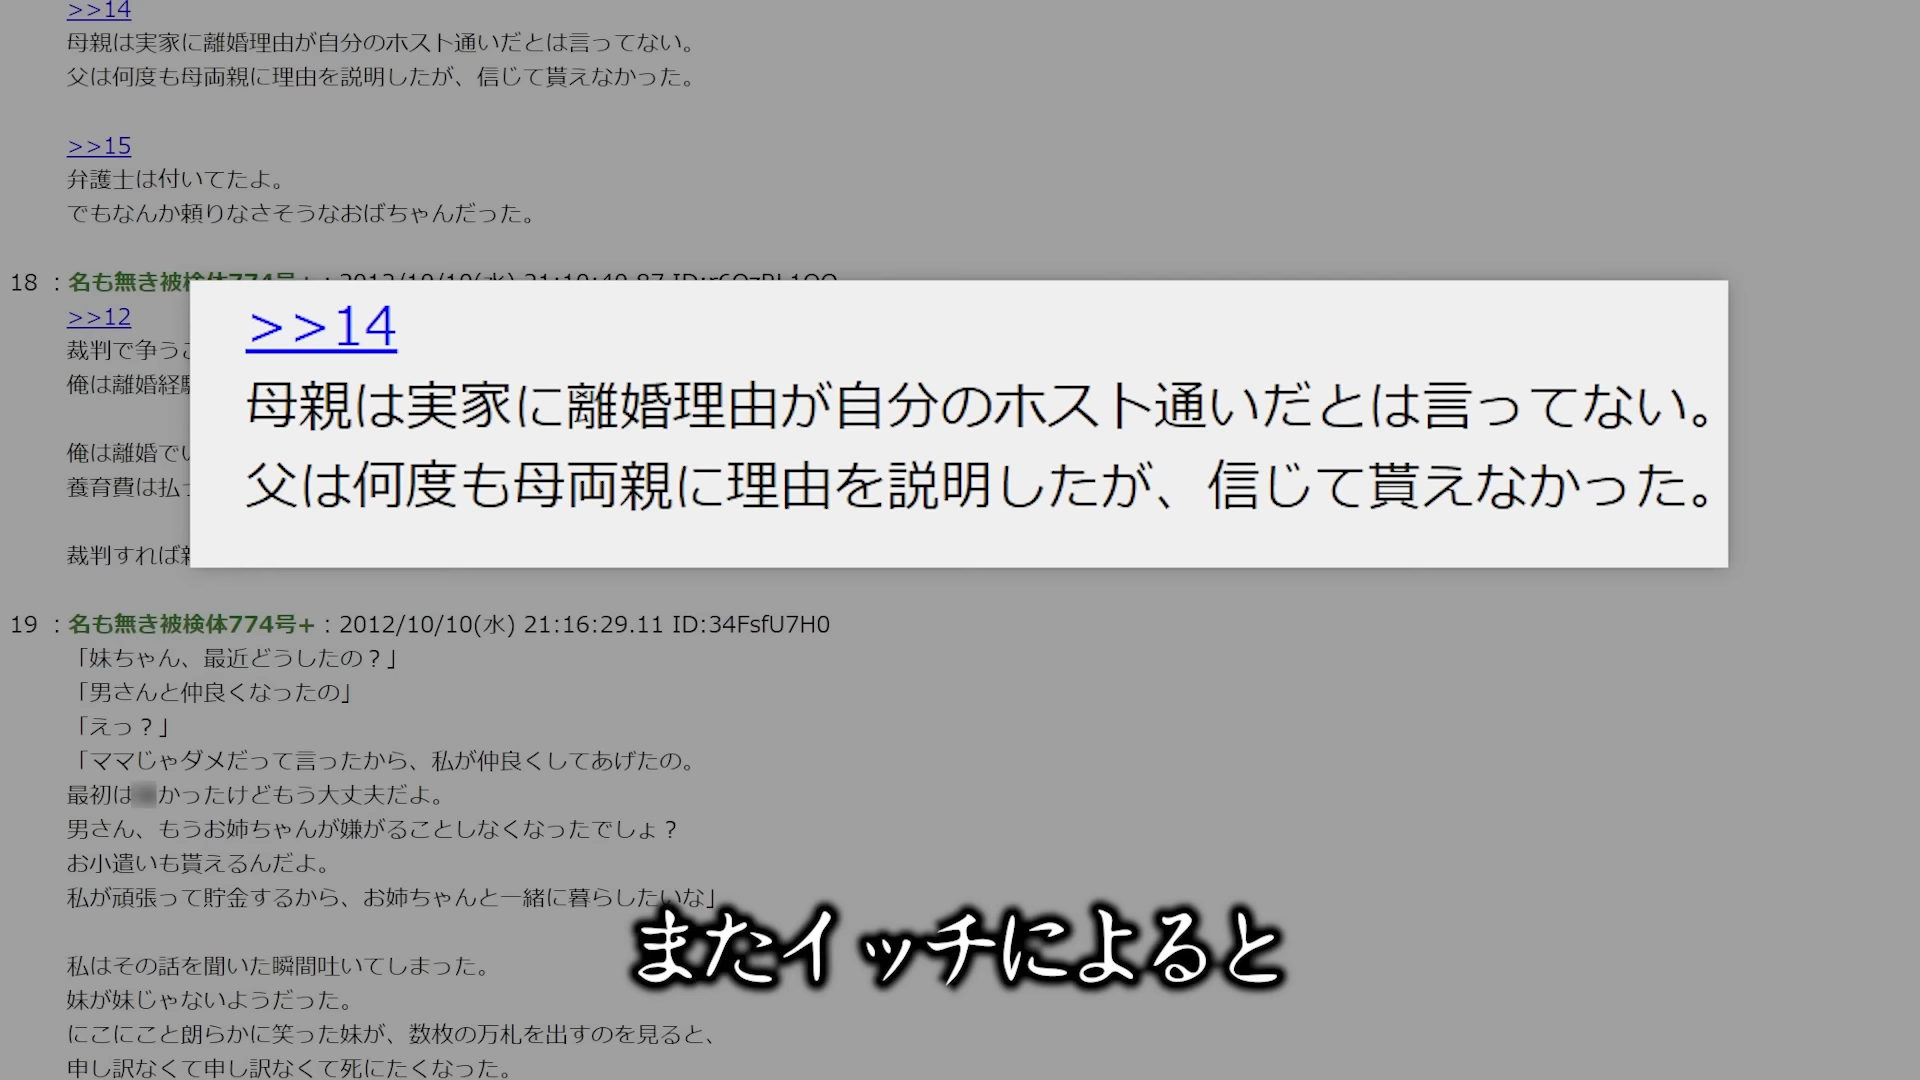 >>14
母親は実家に離婚理由が自分のホスト通いだとは言ってない。
父は何度も母両親に理由を説明したが、信じて貰えなかった。
>>15
弁護士は付いてたよ。
でもなんか頼りなさそうなおばちゃんだった。
18 :名も無き被検体774号+:2012/10/10(水) 21:10:40.87
>>12
裁判で争う
俺は離婚経
俺は離婚で
養育費は払
裁判すれば
>>14
母親は実家に離婚理由が自分のホスト通いだとは言ってない。
父は何度も母両親に理由を説明したが、信じて貰えなかった。
19 :名も無き被検体774号+:2012/10/10(水) 21:16:29.11 ID:34FsfU7H0
「妹ちゃん、最近どうしたの？」
「男さんと仲良くなったの」
「えっ？」
「ママじゃダメだって言ったから、私が仲良くしてあげたの。
最初は かったけどもう大丈夫だよ。
男さん、もうお姉ちゃんが嫌がることしなくなったでしょ？
お小遣いも貰えるんだよ。
私が頑張って貯金するから、お姉ちゃんと一緒に暮らしたいな」
私はその話を聞いた瞬間吐いてしまった。
妹が妹じゃないようだった。
にこにこと朗らかに笑った妹が、数枚の万札を出すのを見ると、
申し訳なくて申し訳なくて死にたくなった。
またイッチによると